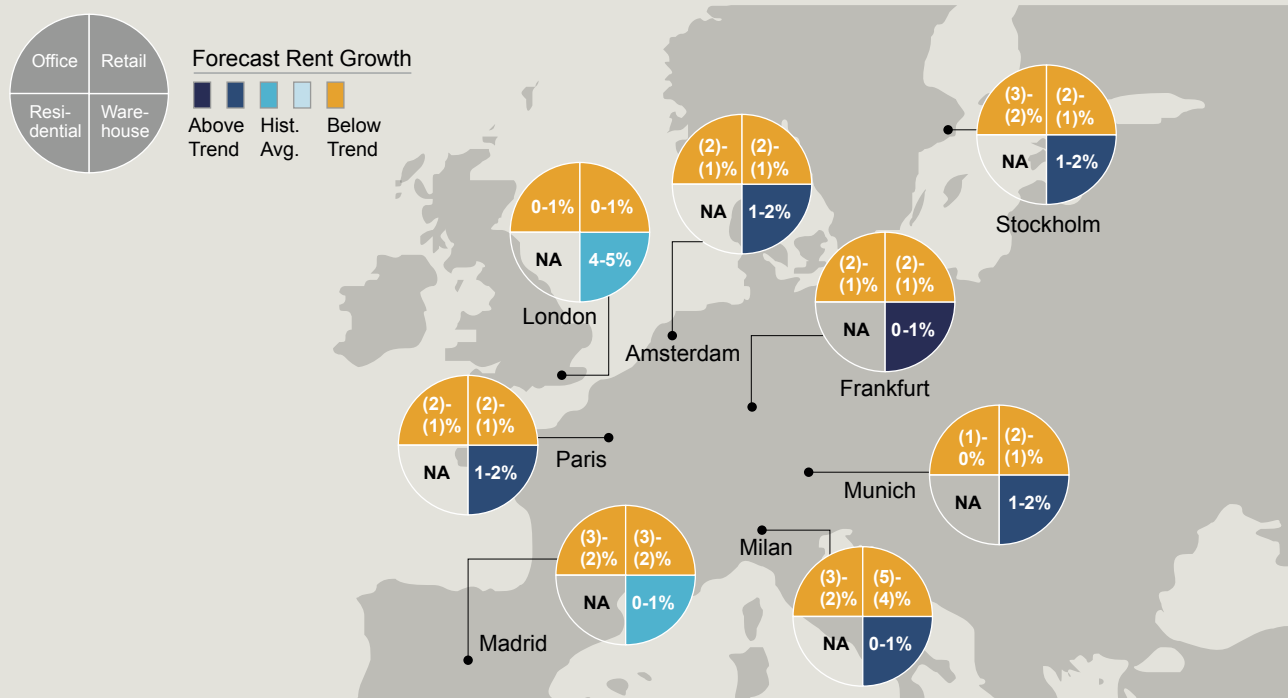 Office
Retail
Resi-
dential
Ware-
house
Forecast Rent Growth
Above
Trend
Hist.
Avg.
Below
Trend
(3)-
(2)%
(2)-
(1)%
NA
1-2%
Stockholm
(2)-
(1)%
(2)-
(1)%
NA
1-2%
Amsterdam
0-1%
0-1%
NA
4-5%
London
(2)-
(1)%
(2)-
(1)%
NA
0-1%
Frankfurt
(2)-
(1)%
(2)-
(1)%
NA
1-2%
Paris
(1)-
0%
(2)-
(1)%
NA
1-2%
Munich
(3)-
(2)%
(3)-
(2)%
NA
0-1%
Madrid
Milan
(3)-
(2)%
(5)-
(4)%
NA
0-1%